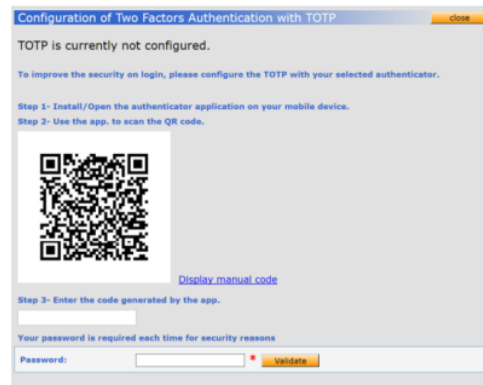 Configuration of Two Factors Authentication with TOTP
close
TOTP is currently not configured.
To improve the security on login, please configure the TOTP with your selected authenticator.
Step 1- Install/Open the authenticator application on your mobile device.
Step 2- Use the app. to scan the QR code.
Display manual code
Step 3- Enter the code generated by the app.
Your password is required each time for security reasons
Password: * Validate